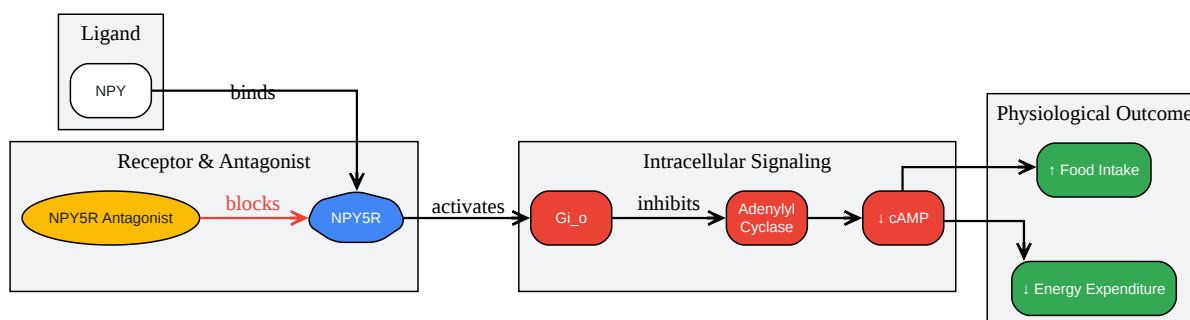 Ligand
NPY
binds
Receptor & Antagonist
NPY5R Antagonist
blocks
NPY5R
activates
Intracellular Signaling
Gi_o
inhibits
Adenylyl
Cyclase
↓ cAMP
Physiological Outcome
↑ Food Intake
↓ Energy Expenditure